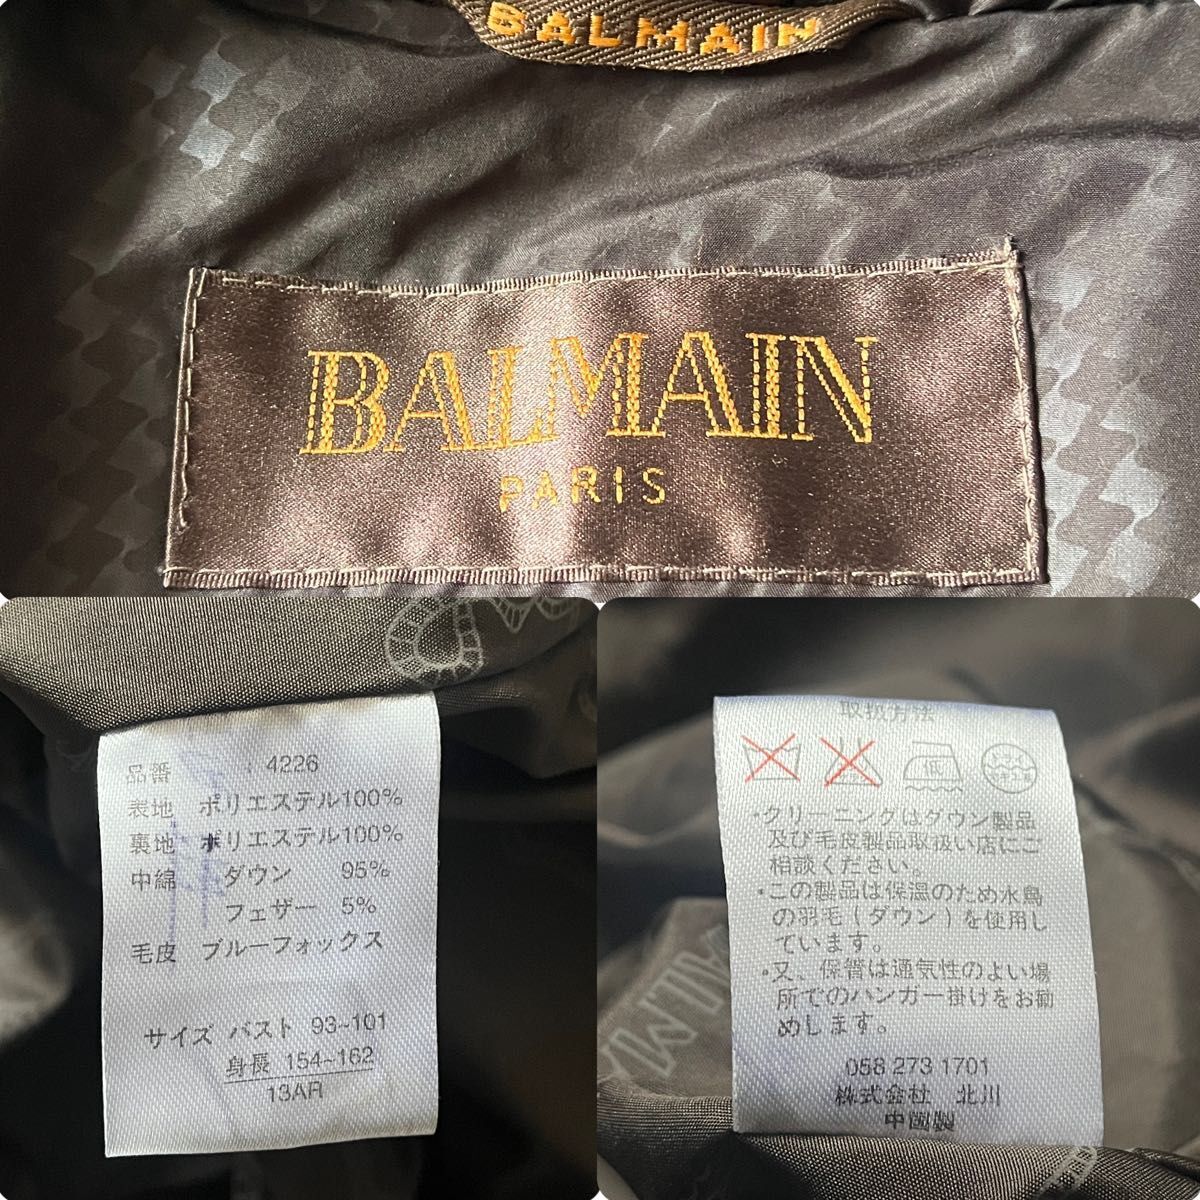 BALMAIN
BALMAIN
PARIS
品番 4226
表地 ポリエステル100%
裏地 ポリエステル100%
中綿 ダウン 95%
フェザー 5%
毛皮 ブルーフォックス
サイズ バスト 93~101
身長 154~162
13AR
取扱方法
低
・クリーニングはダウン製品
及び毛皮製品取扱い店にご
相談ください。
・この製品は保温のため水鳥
の羽毛(ダウン)を使用し
ています。
・又、保管は通気性のよい場
所でのハンガー掛けをお勧
めします。
058 273 1701
株式会社 北川
中國製